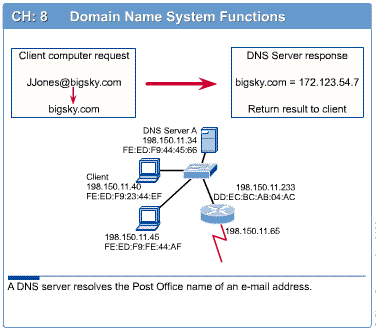 CH: 8 Domain Name System Functions
Client computer request
JJones@bigsky.com
bigsky.com
DNS Server response
bigsky.com = 172.123.54.7
Return result to client
DNS Server A
198.150.11.34
FE:ED:F9:44:45:66
Client
198.150.11.40
FE:ED:F9:23:44:EF
198.150.11.233
DD:EC:BC:AB:04:AC
198.150.11.45
FE:ED:F9:FE:44:AF
198.150.11.65
A DNS server resolves the Post Office name of an e-mail address.